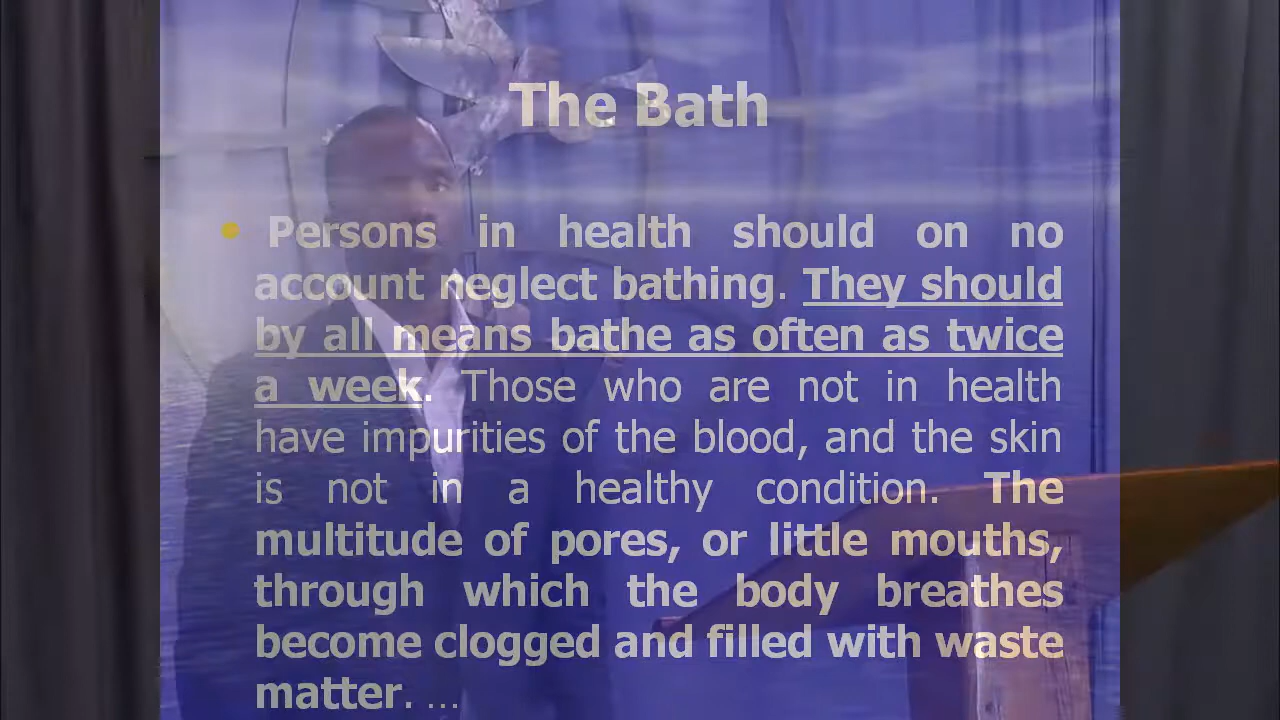 The Bath
• Persons in health should on no
account neglect bathing. They should
by all means bathe as often as twice
a week. Those who are not in health
have impurities of the blood, and the skin
is not in a healthy condition. The
multitude of pores, or little mouths,
through which the body breathes
become clogged and filled with waste
matter. ...